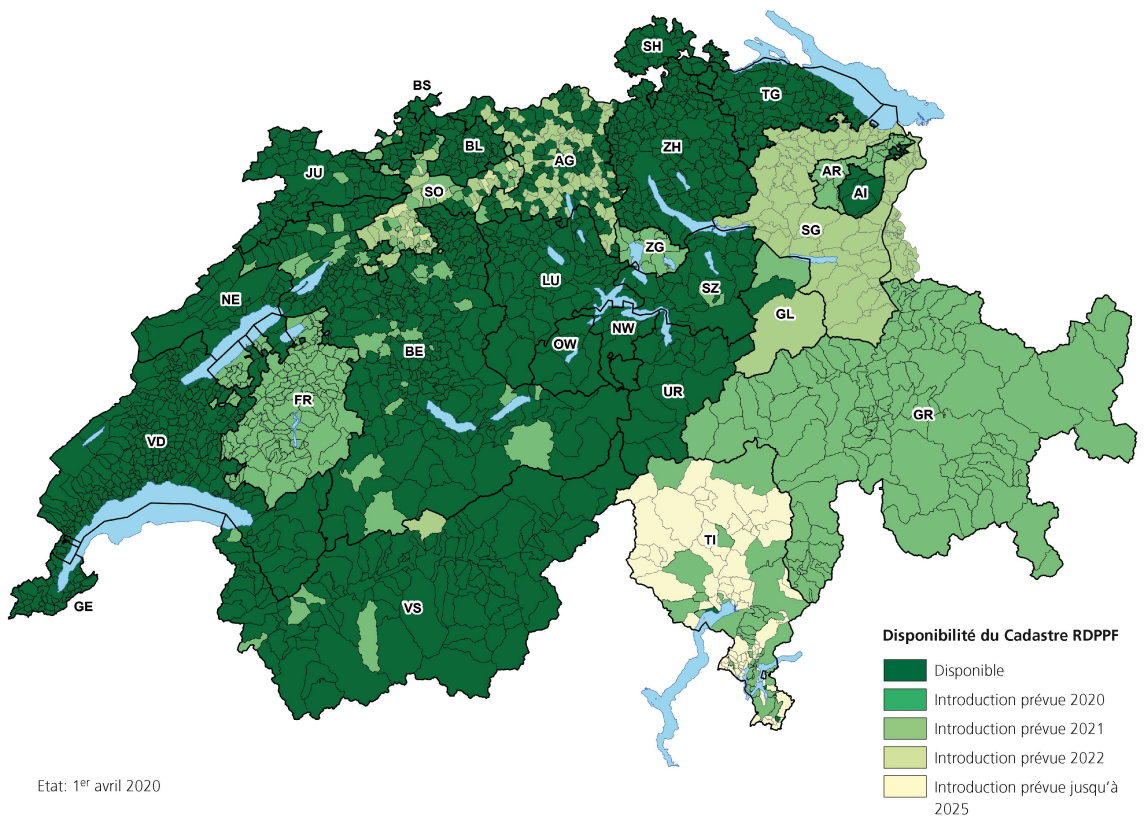 SH
BS
TG
BL
AG
ZH
JU
AR
AI
SO
SG
ZG
LU
SZ
NE
GL
NW
OW
BE
UR
FR
GR
VD
TI
VS
GE
Disponibilité du Cadastre RDPPF
Disponible
Introduction prévue 2020
Introduction prévue 2021
Introduction prévue 2022
Introduction prévue jusqu'à
2025
Etat: 1er avril 2020